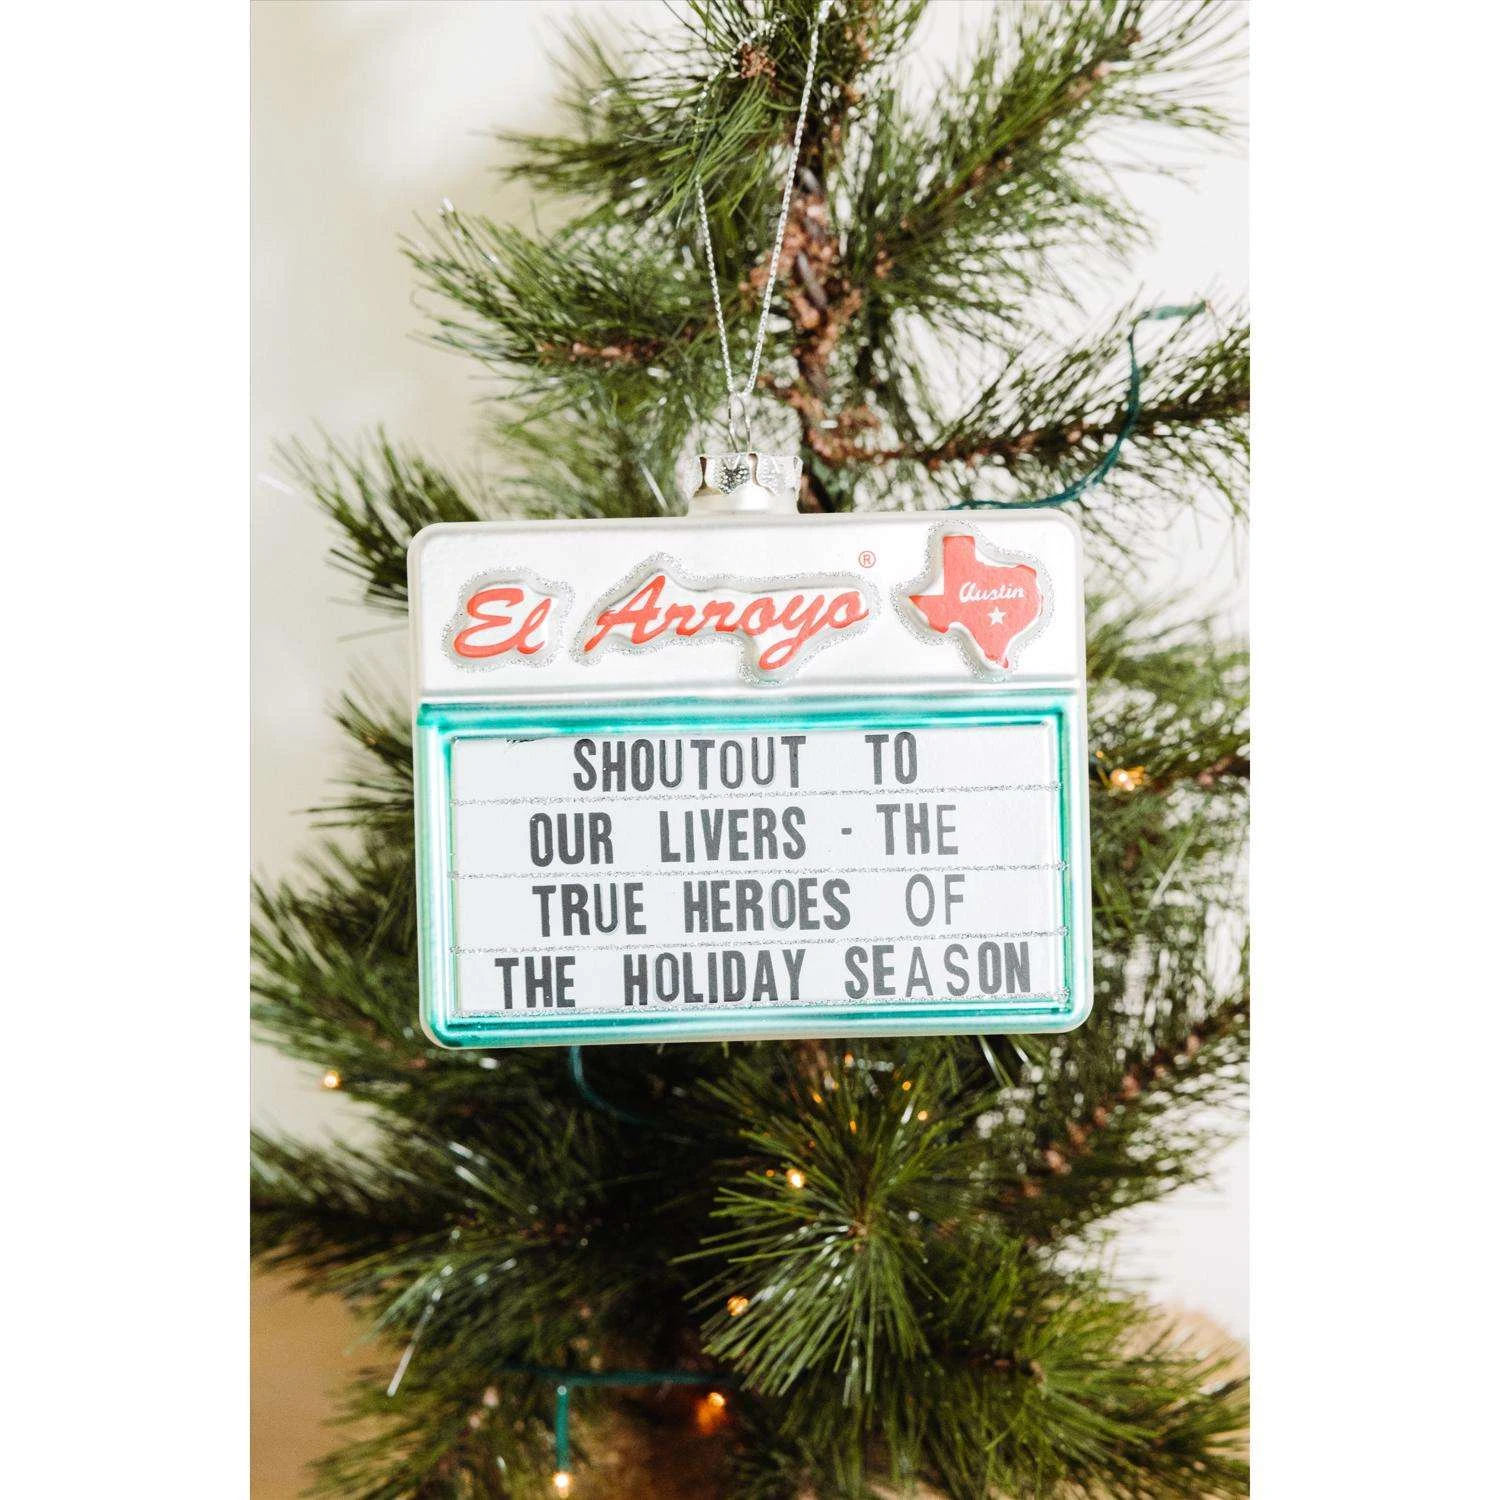 El Arroyo ®
Austin
SHOUTOUT TO
OUR LIVERS - THE
TRUE HEROES OF
THE HOLIDAY SEASON